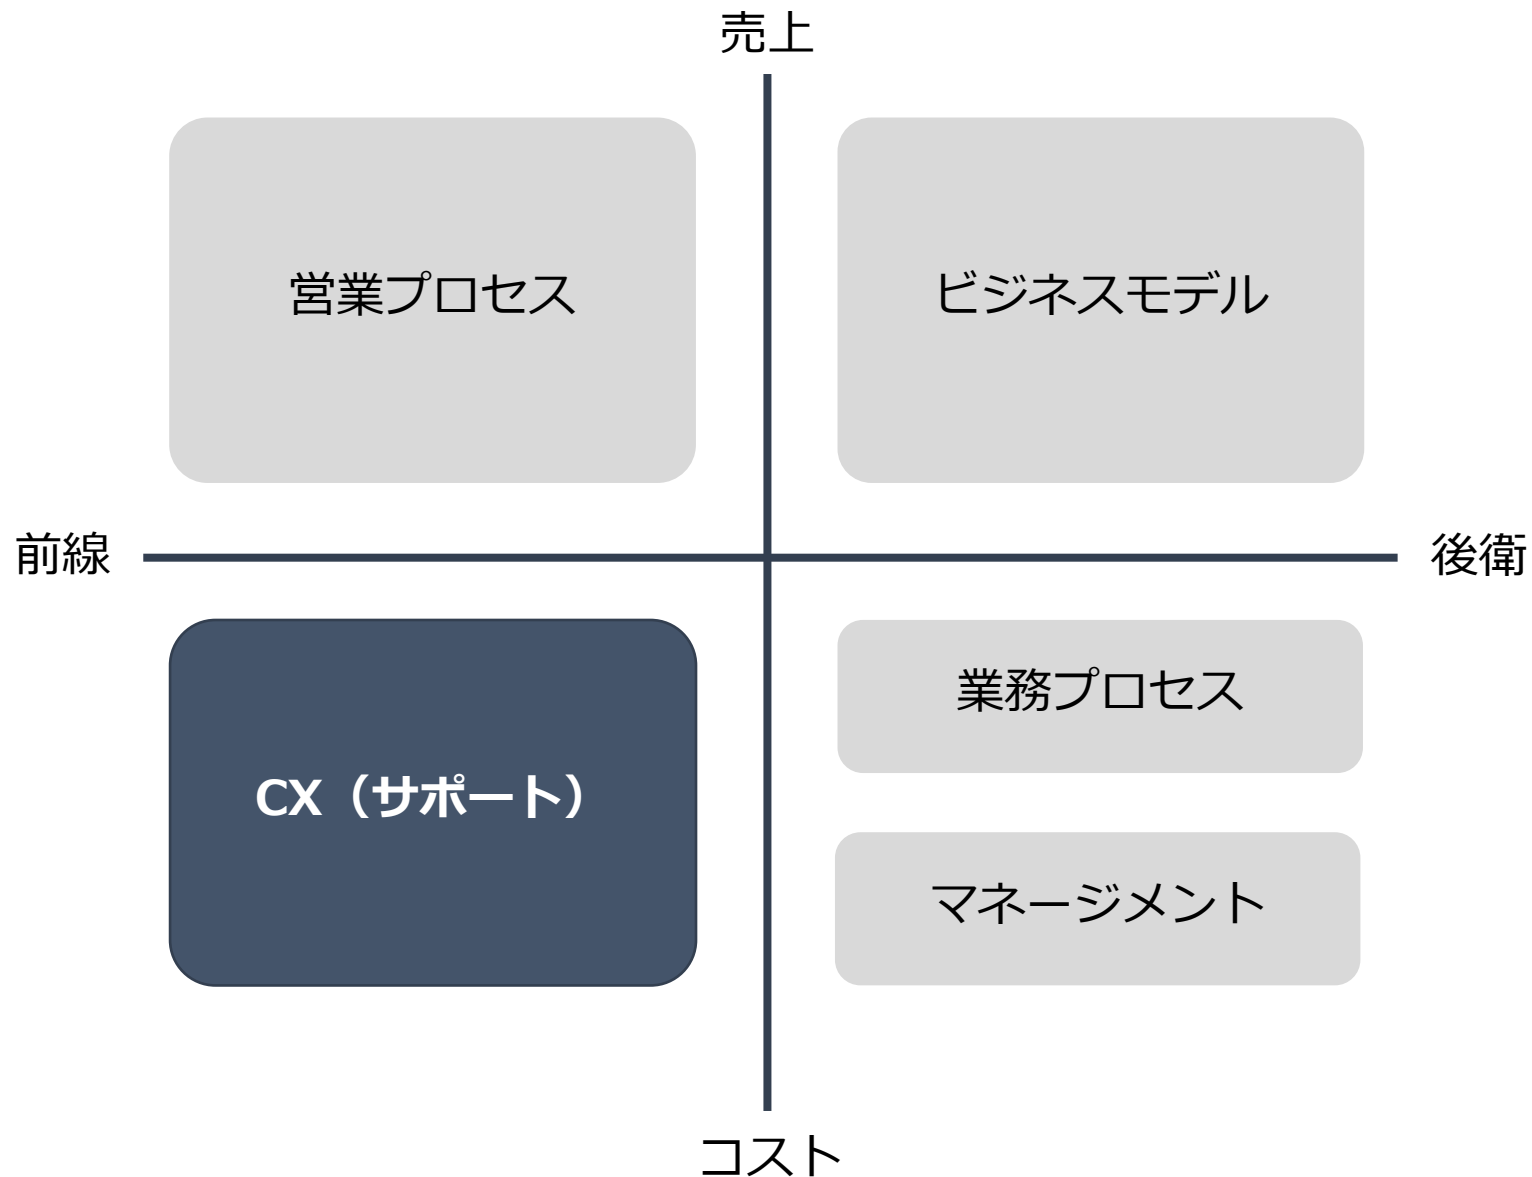 売上
営業プロセス
ビジネスモデル
前線
後衛
CX（サポート）
業務プロセス
マネージメント
コスト